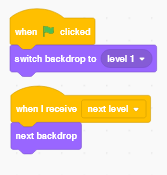 when clicked
switch backdrop to level 1
when I receive next level
next backdrop